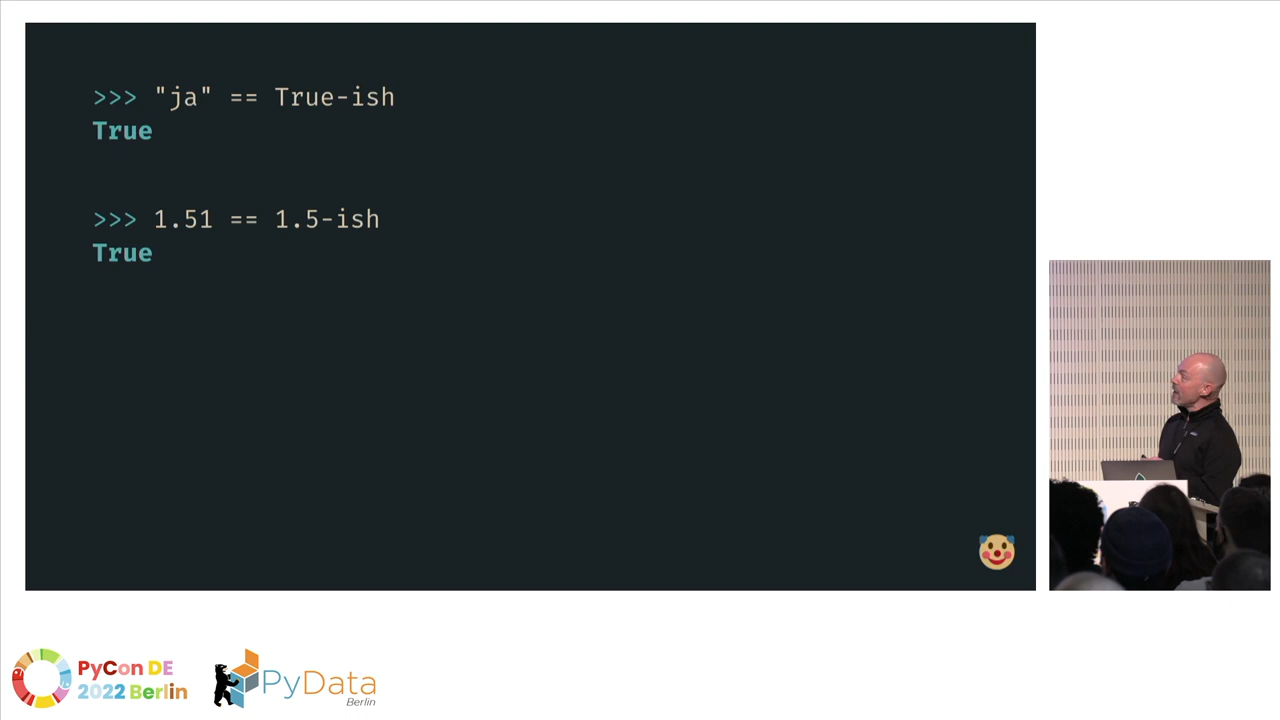 >>> "ja" == True-ish
True
>>> 1.51 == 1.5-ish
True
PyCon DE
2022 Berlin
PyData
Berlin